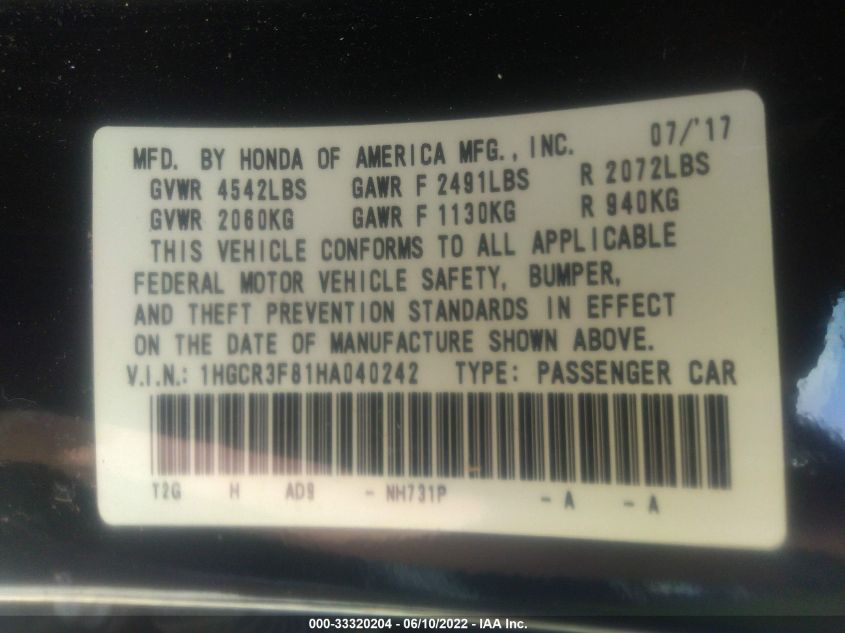 07/'17
MFD. BY HONDA OF AMERICA MFG., INC.
GVWR 4542LBS GAWR F 2491LBS R 2072LBS
GVWR 2060KG GAWR F 1130KG R 940KG
THIS VEHICLE CONFORMS TO ALL APPLICABLE
FEDERAL MOTOR VEHICLE SAFETY, BUMPER,
AND THEFT PREVENTION STANDARDS IN EFFECT
ON THE DATE OF MANUFACTURE SHOWN ABOVE.
V.I.N.: 1HGCR3F81HA040242 TYPE: PASSENGER CAR
T2G H AD9 - NH731P - A - A
000-33320204 - 06/10/2022 - IAA Inc.